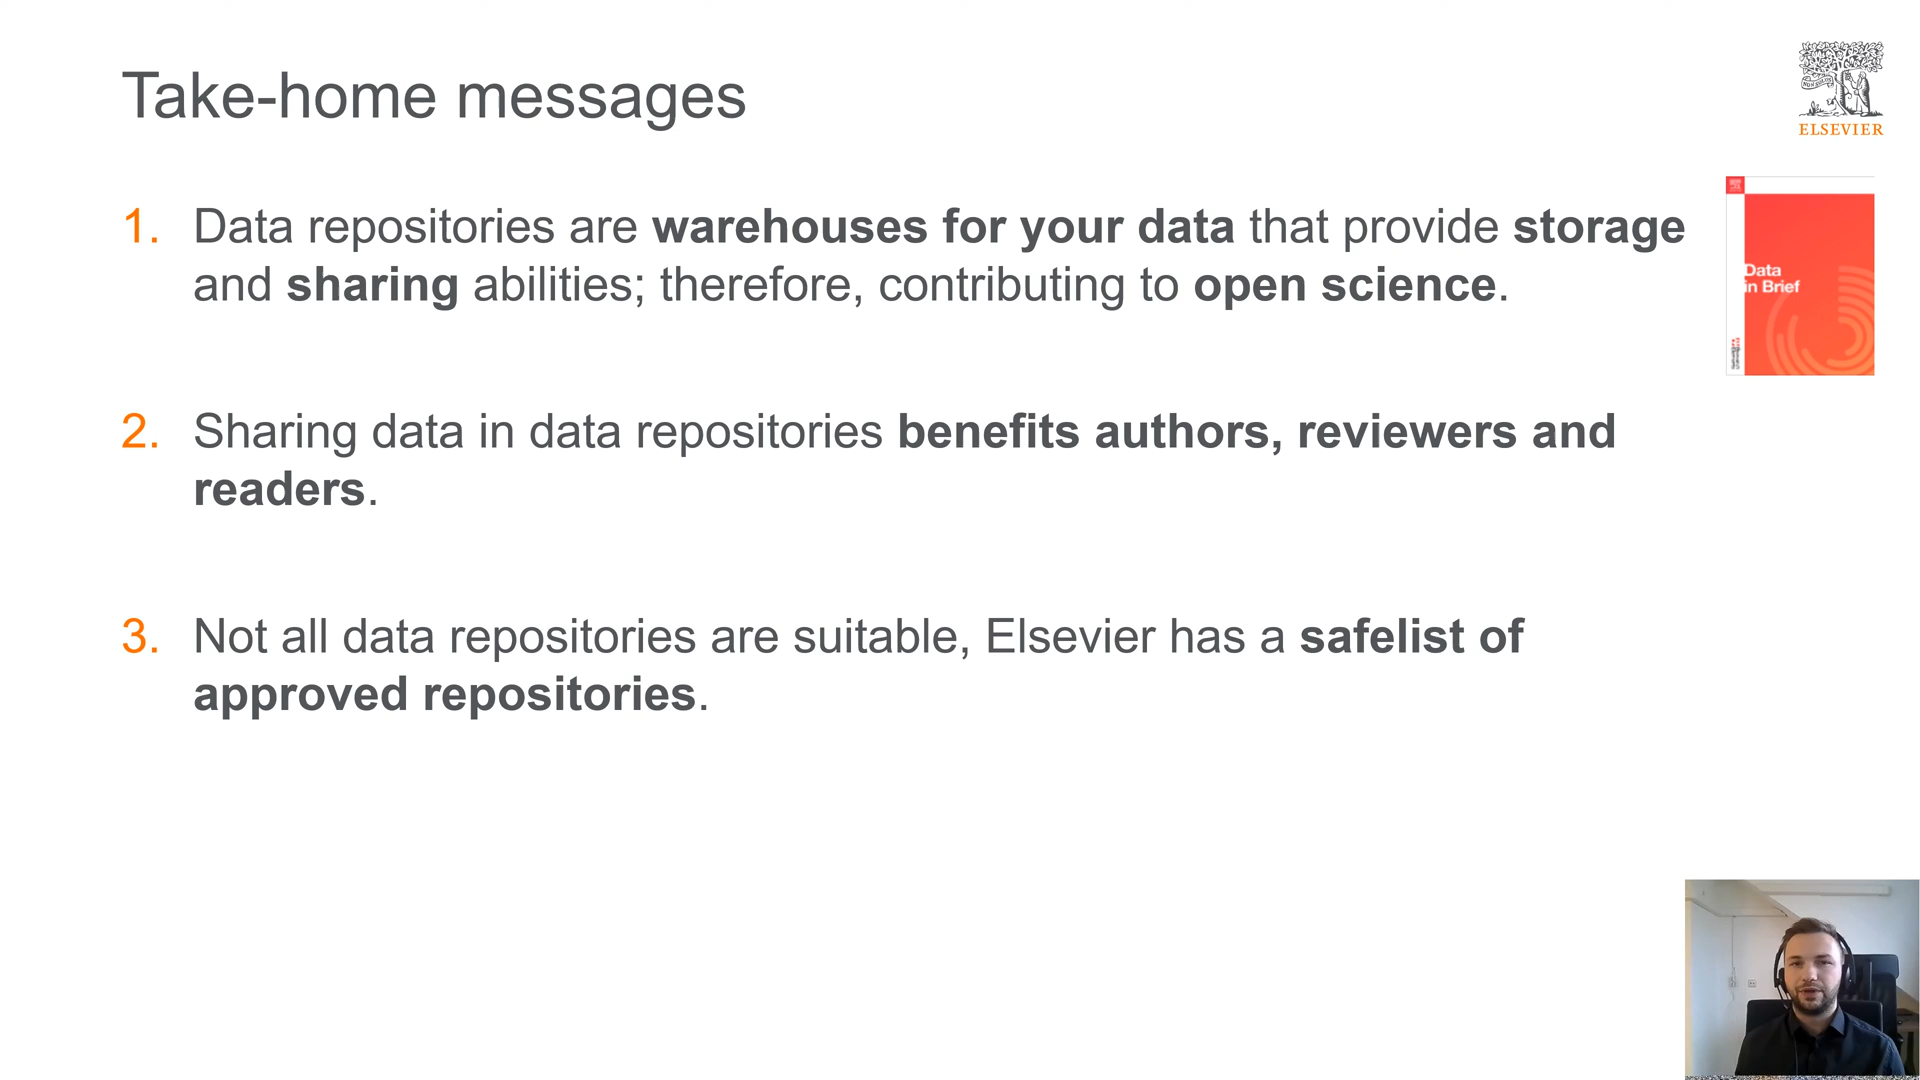 Take-home messages
ELSEVIER
1. Data repositories are warehouses for your data that provide storage
and sharing abilities; therefore, contributing to open science.
Data
in Brief
2. Sharing data in data repositories benefits authors, reviewers and
readers.
3. Not all data repositories are suitable, Elsevier has a safelist of
approved repositories.